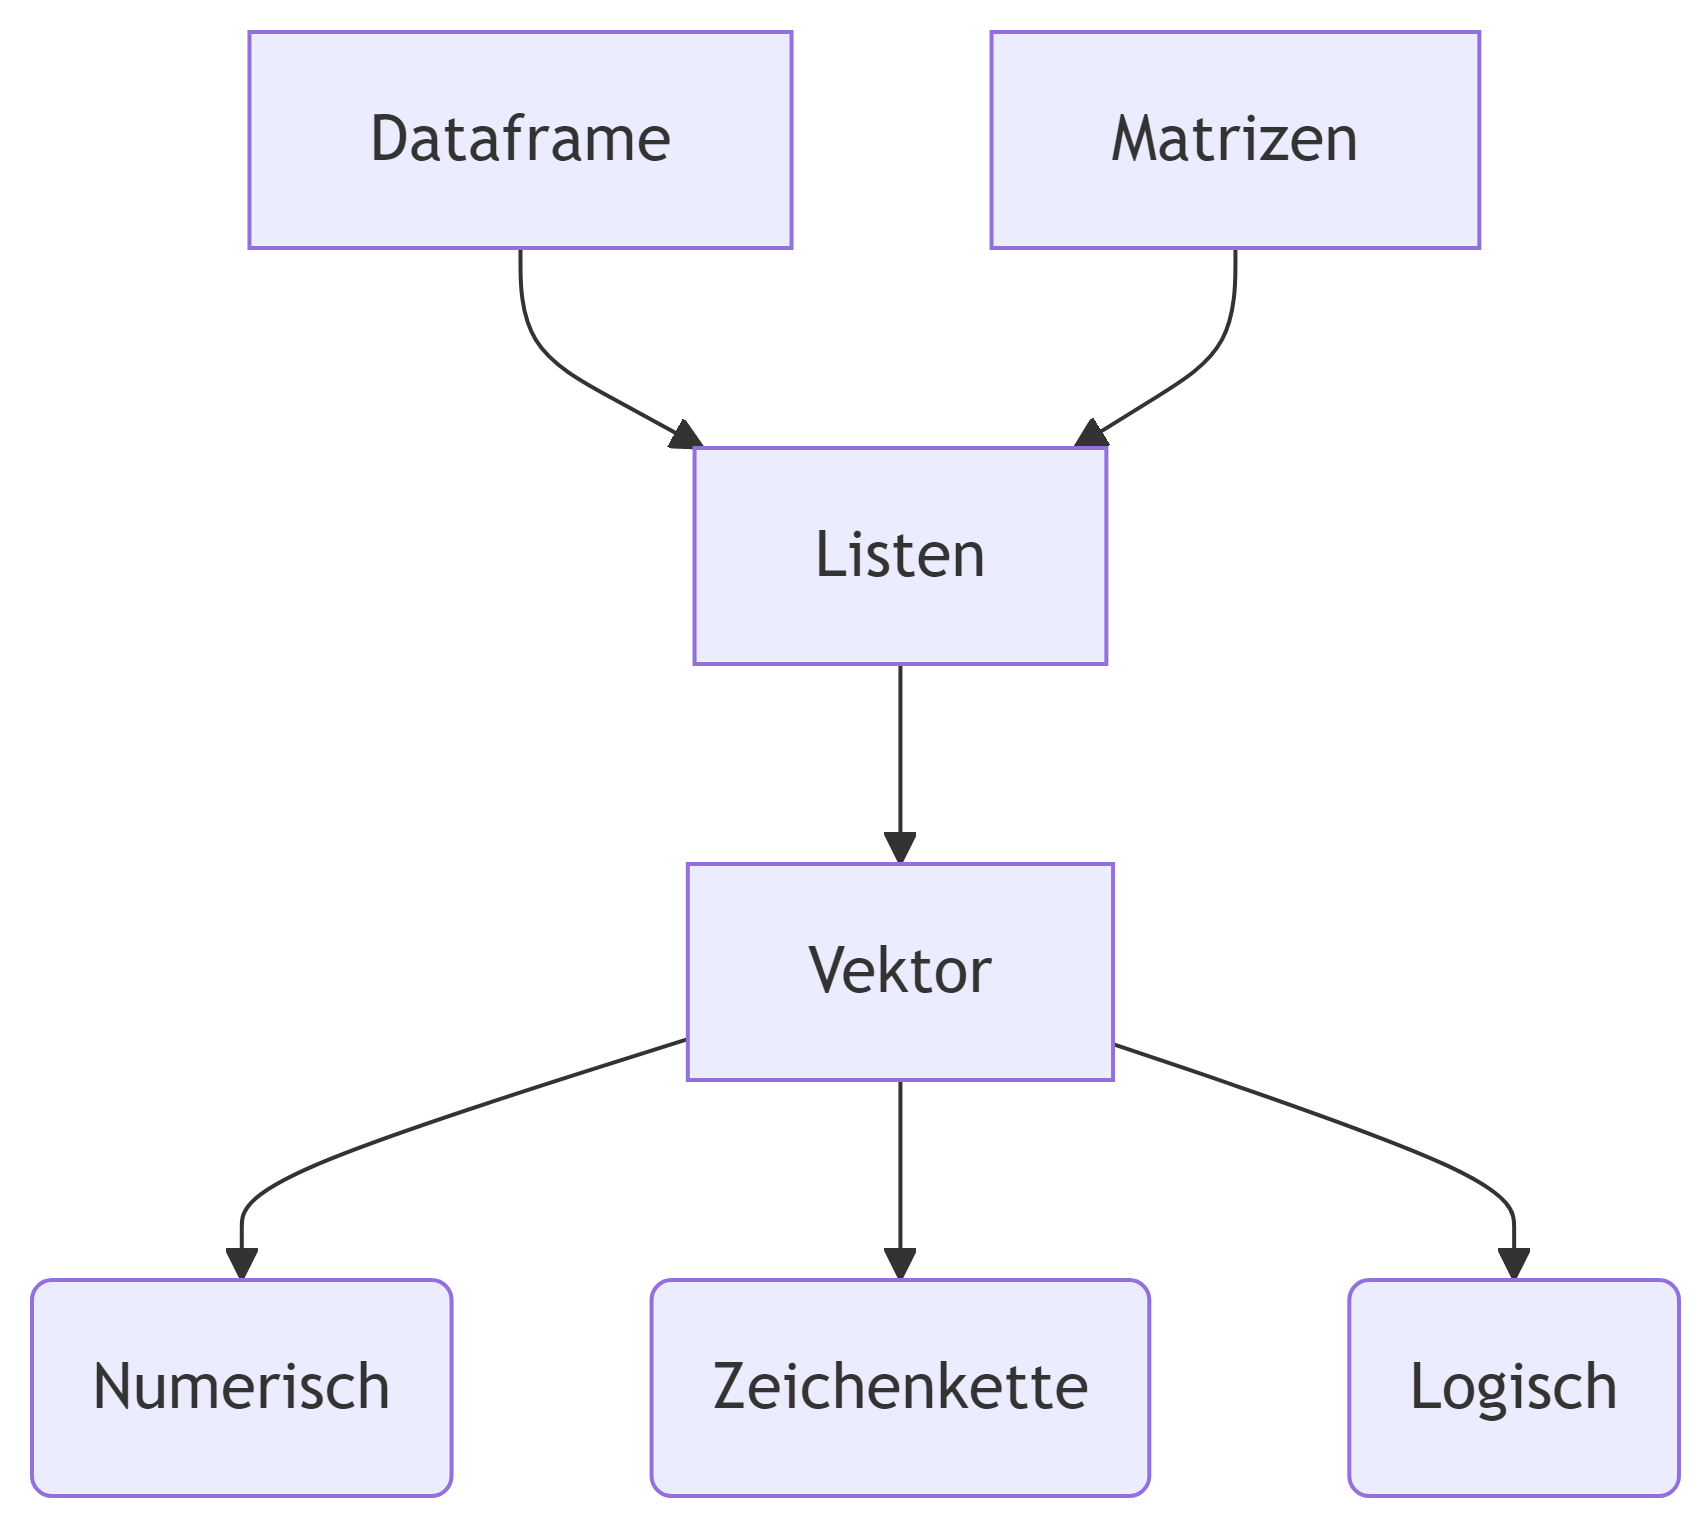 Dataframe
Matrizen
Listen
Vektor
Numerisch
Zeichenkette
Logisch